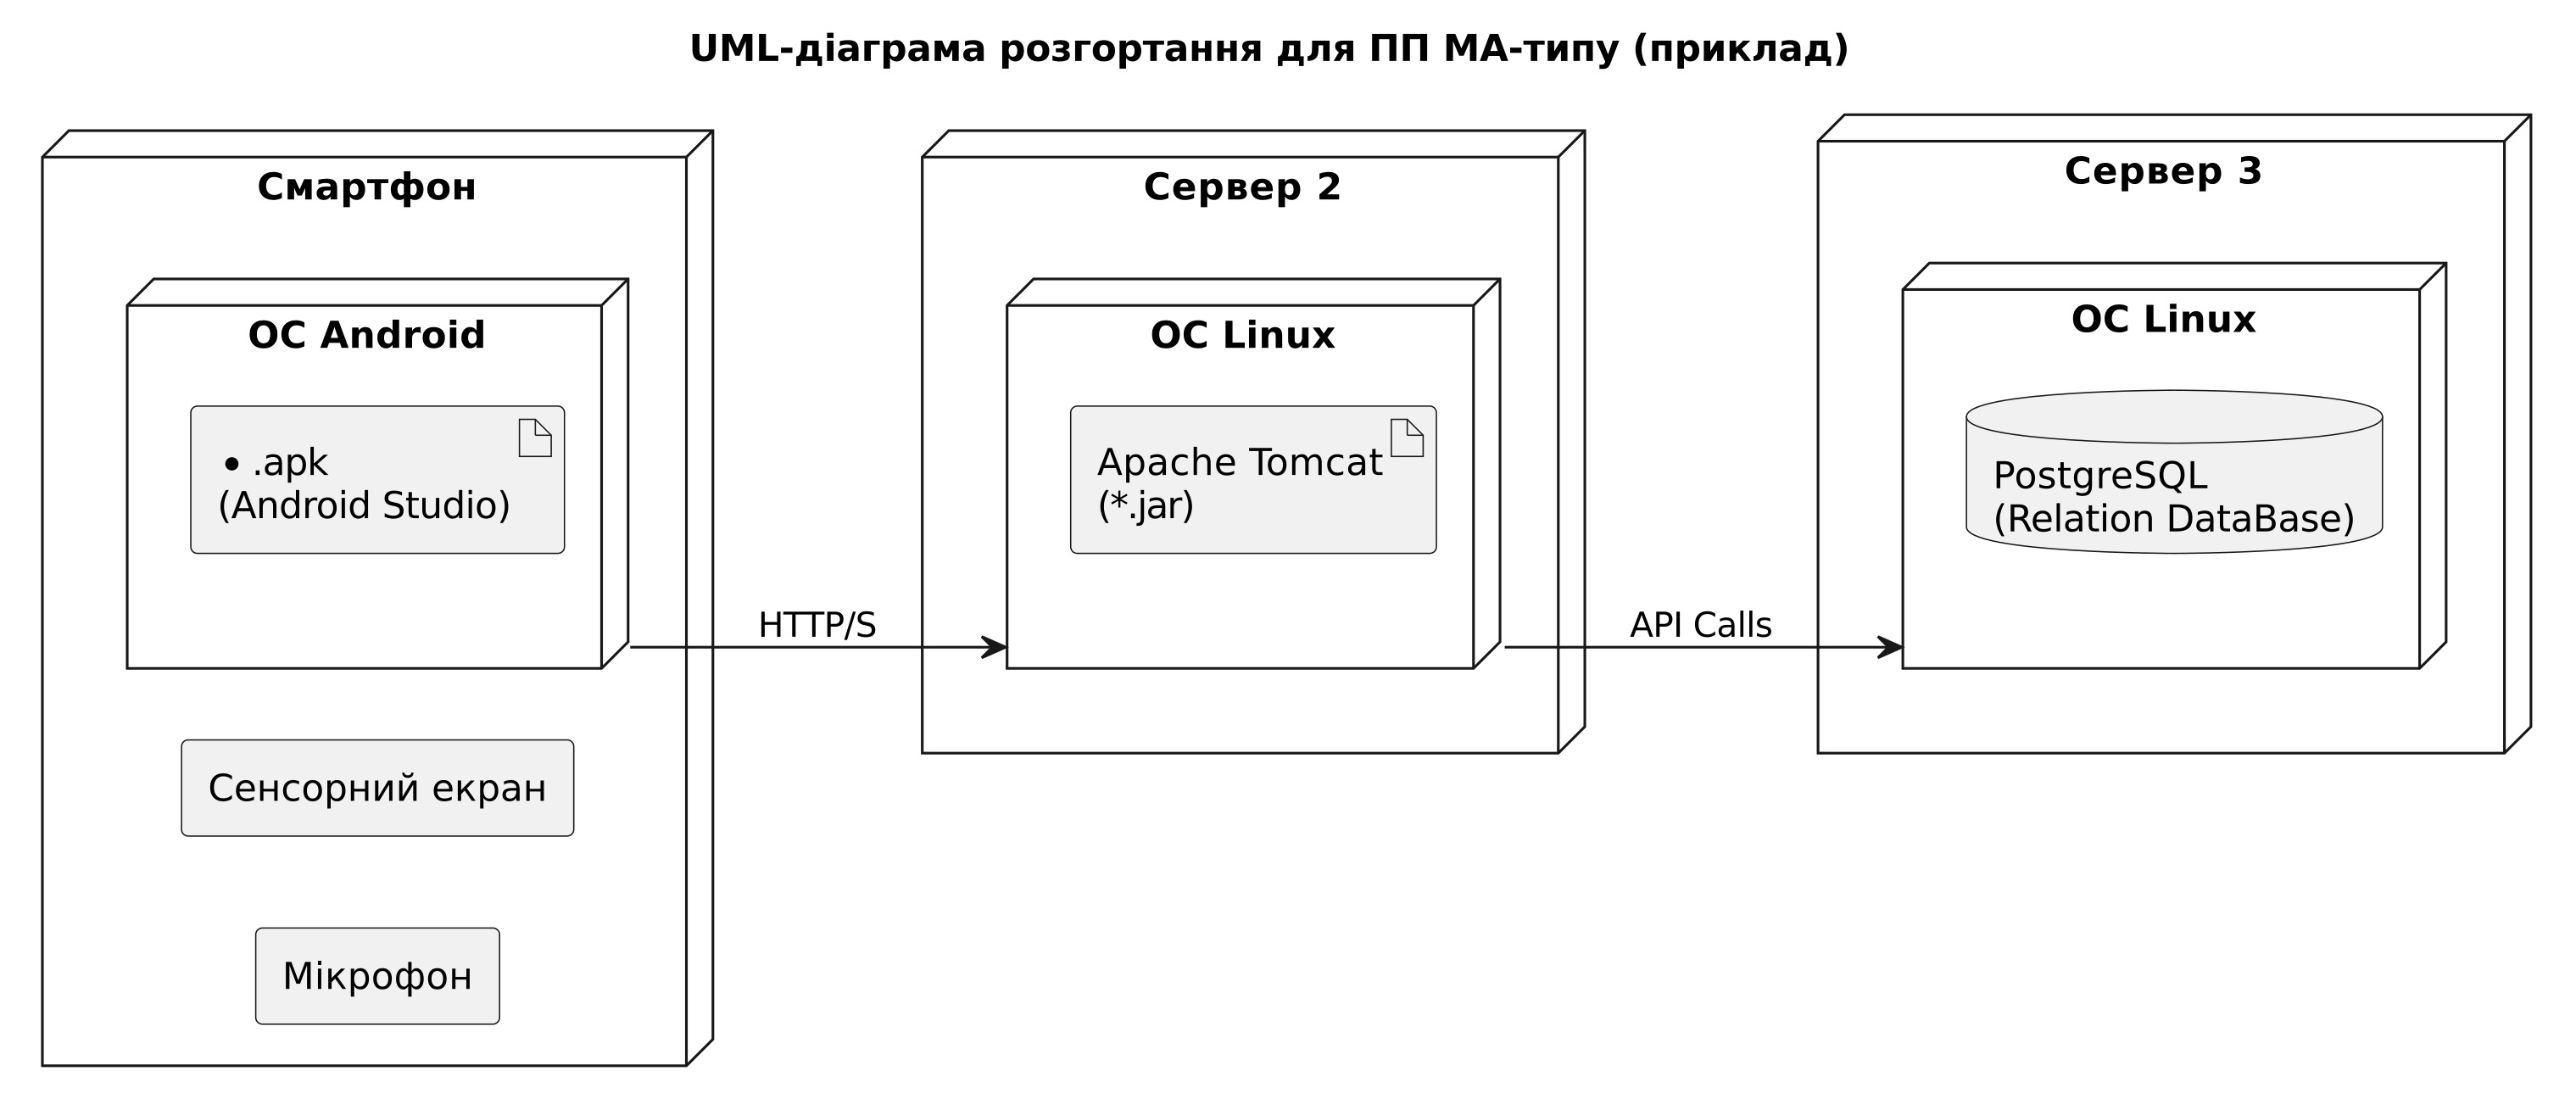 UML-діаграма розгортання для ПП МА-типу (приклад)
Смартфон
ОС Android
• .apk
(Android Studio)
Сенсорний екран
Мікрофон
HTTP/S
Сервер 2
ОС Linux
Apache Tomcat
(*.jar)
API Calls
Сервер 3
ОС Linux
PostgreSQL
(Relation DataBase)